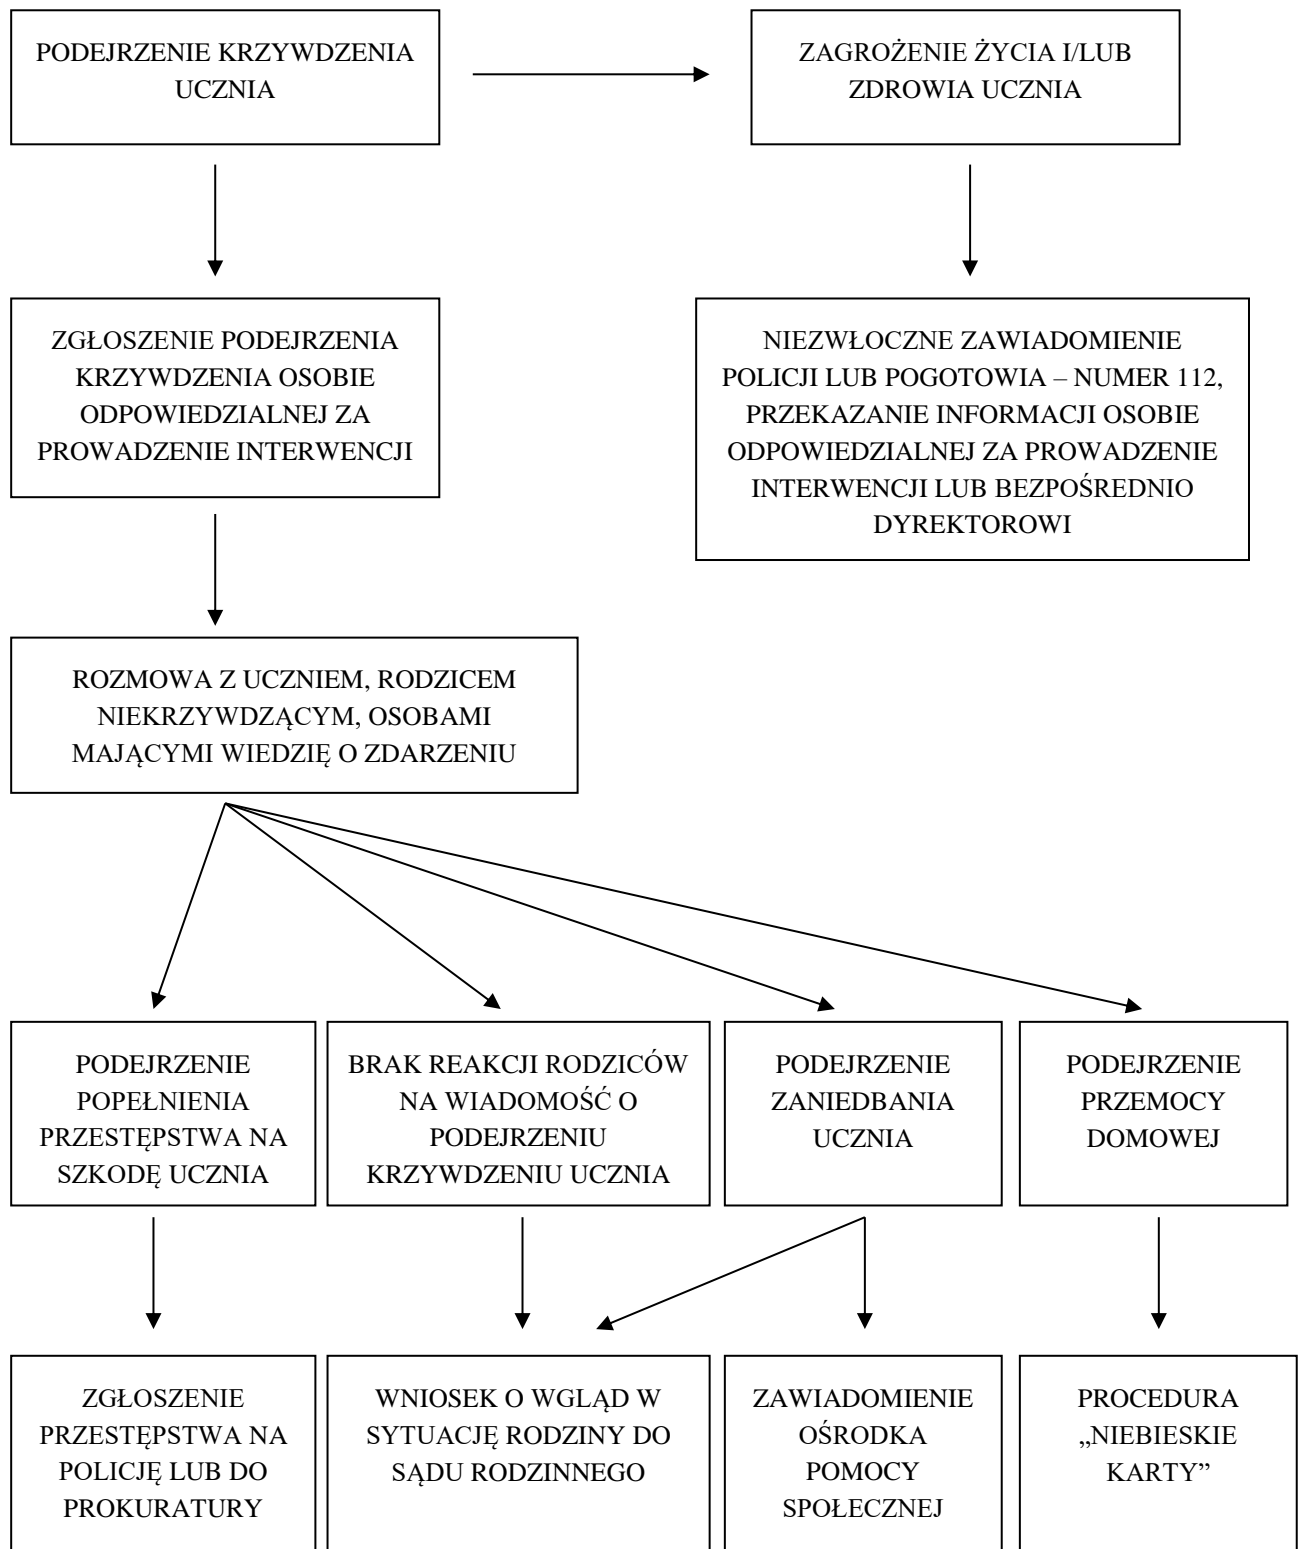 PODEJRZENIE KRZYWDZENIA
UCZNIA
ZAGROŻENIE ŻYCIA I/LUB
ZDROWIA UCZNIA
ZGŁOSZENIE PODEJRZENIA
KRZYWDZENIA OSOBIE
ODPOWIEDZIALNEJ ZA
PROWADZENIE INTERWENCJI
NIEZWŁOCZNE ZAWIADOMIENIE
POLICJI LUB POGOTOWIA – NUMER 112,
PRZEKAZANIE INFORMACJI OSOBIE
ODPOWIEDZIALNEJ ZA PROWADZENIE
INTERWENCJI LUB BEZPOŚREDNIO
DYREKTOROWI
ROZMOWA Z UCZNIEM, RODZICEM
NIEKRZYWDZĄCYM, OSOBAMI
MAJĄCYMI WIEDZIĘ O ZDARZENIU
PODEJRZENIE
POPEŁNIENIA
PRZESTĘPSTWA NA
SZKODĘ UCZNIA
BRAK REAKCJI RODZICÓW
NA WIADOMOŚĆ O
PODEJRZENIU
KRZYWDZENIU UCZNIA
PODEJRZENIE
ZANIEDBANIA
UCZNIA
PODEJRZENIE
PRZEMOCY
DOMOWEJ
ZGŁOSZENIE
PRZESTĘPSTWA NA
POLICJĘ LUB DO
PROKURATURY
WNIOSEK O WGLĄD W
SYTUACJĘ RODZINY DO
SĄDU RODZINNEGO
ZAWIADOMIENIE
OŚRODKA
POMOCY
SPOŁECZNEJ
PROCEDURA
„NIEBIESKIE
KARTY”